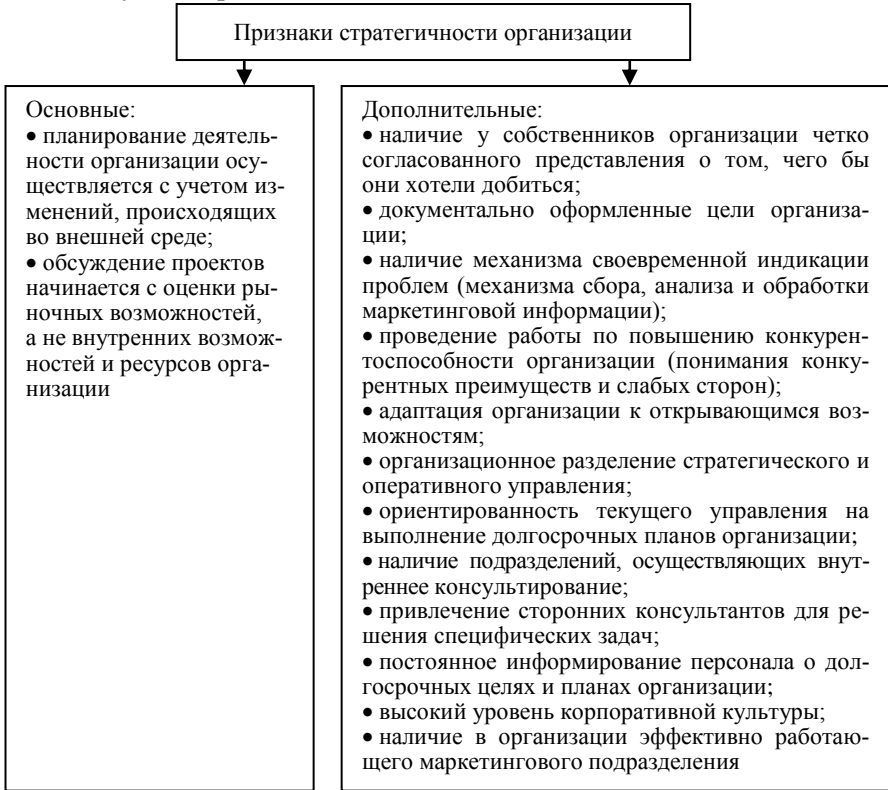 Признаки стратегичности организации
Основные:
• планирование деятель-
ности организации осу-
ществляется с учетом из-
менений, происходящих
во внешней среде;
• обсуждение проектов
начинается с оценки ры-
ночных возможностей,
а не внутренних возмож-
ностей и ресурсов орга-
низации
Дополнительные:
• наличие у собственников организации четко
согласованного представления о том, чего бы
они хотели добиться;
• документально оформленные цели организа-
ции;
• наличие механизма своевременной индикации
проблем (механизма сбора, анализа и обработки
маркетинговой информации);
• проведение работы по повышению конкурен-
тоспособности организации (понимания конку-
рентных преимуществ и слабых сторон);
• адаптация организации к открывающимся воз-
можностям;
• организационное разделение стратегического и
оперативного управления;
• ориентированность текущего управления на
выполнение долгосрочных планов организации;
• наличие подразделений, осуществляющих внут-
реннее консультирование;
• привлечение сторонних консультантов для ре-
шения специфических задач;
• постоянное информирование персонала о дол-
госрочных целях и планах организации;
• высокий уровень корпоративной культуры;
• наличие в организации эффективно работаю-
щего маркетингового подразделения